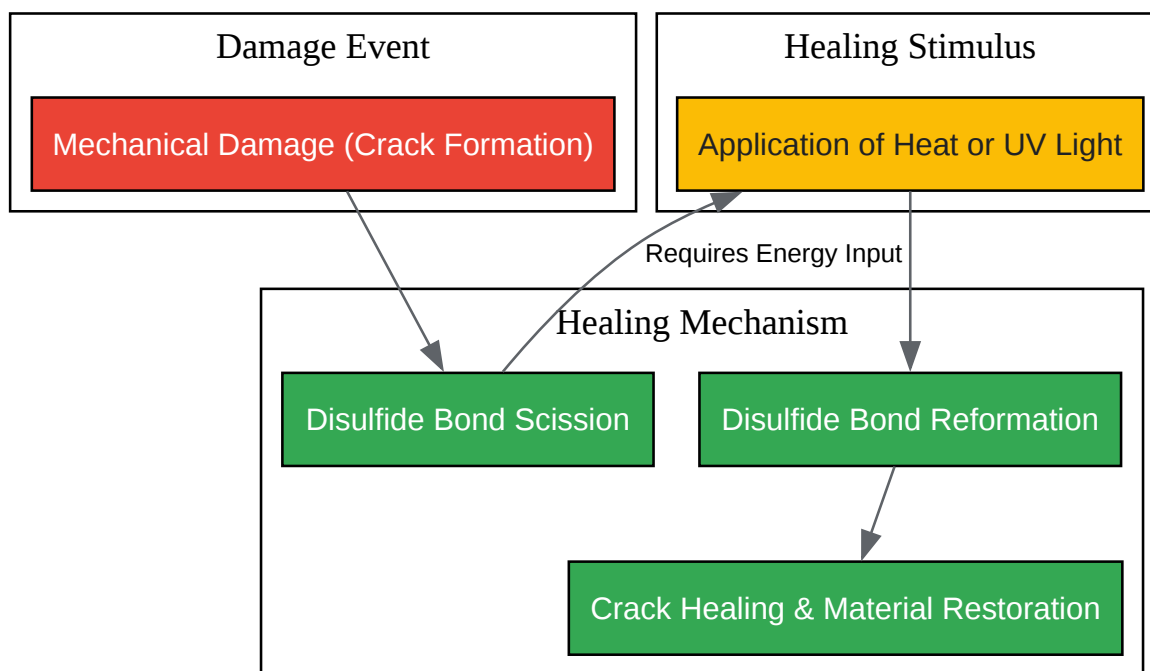 Damage Event
Healing Stimulus
Mechanical Damage (Crack Formation)
Application of Heat or UV Light
Requires Energy Input
Healing Mechanism
Disulfide Bond Scission
Disulfide Bond Reformation
Crack Healing & Material Restoration